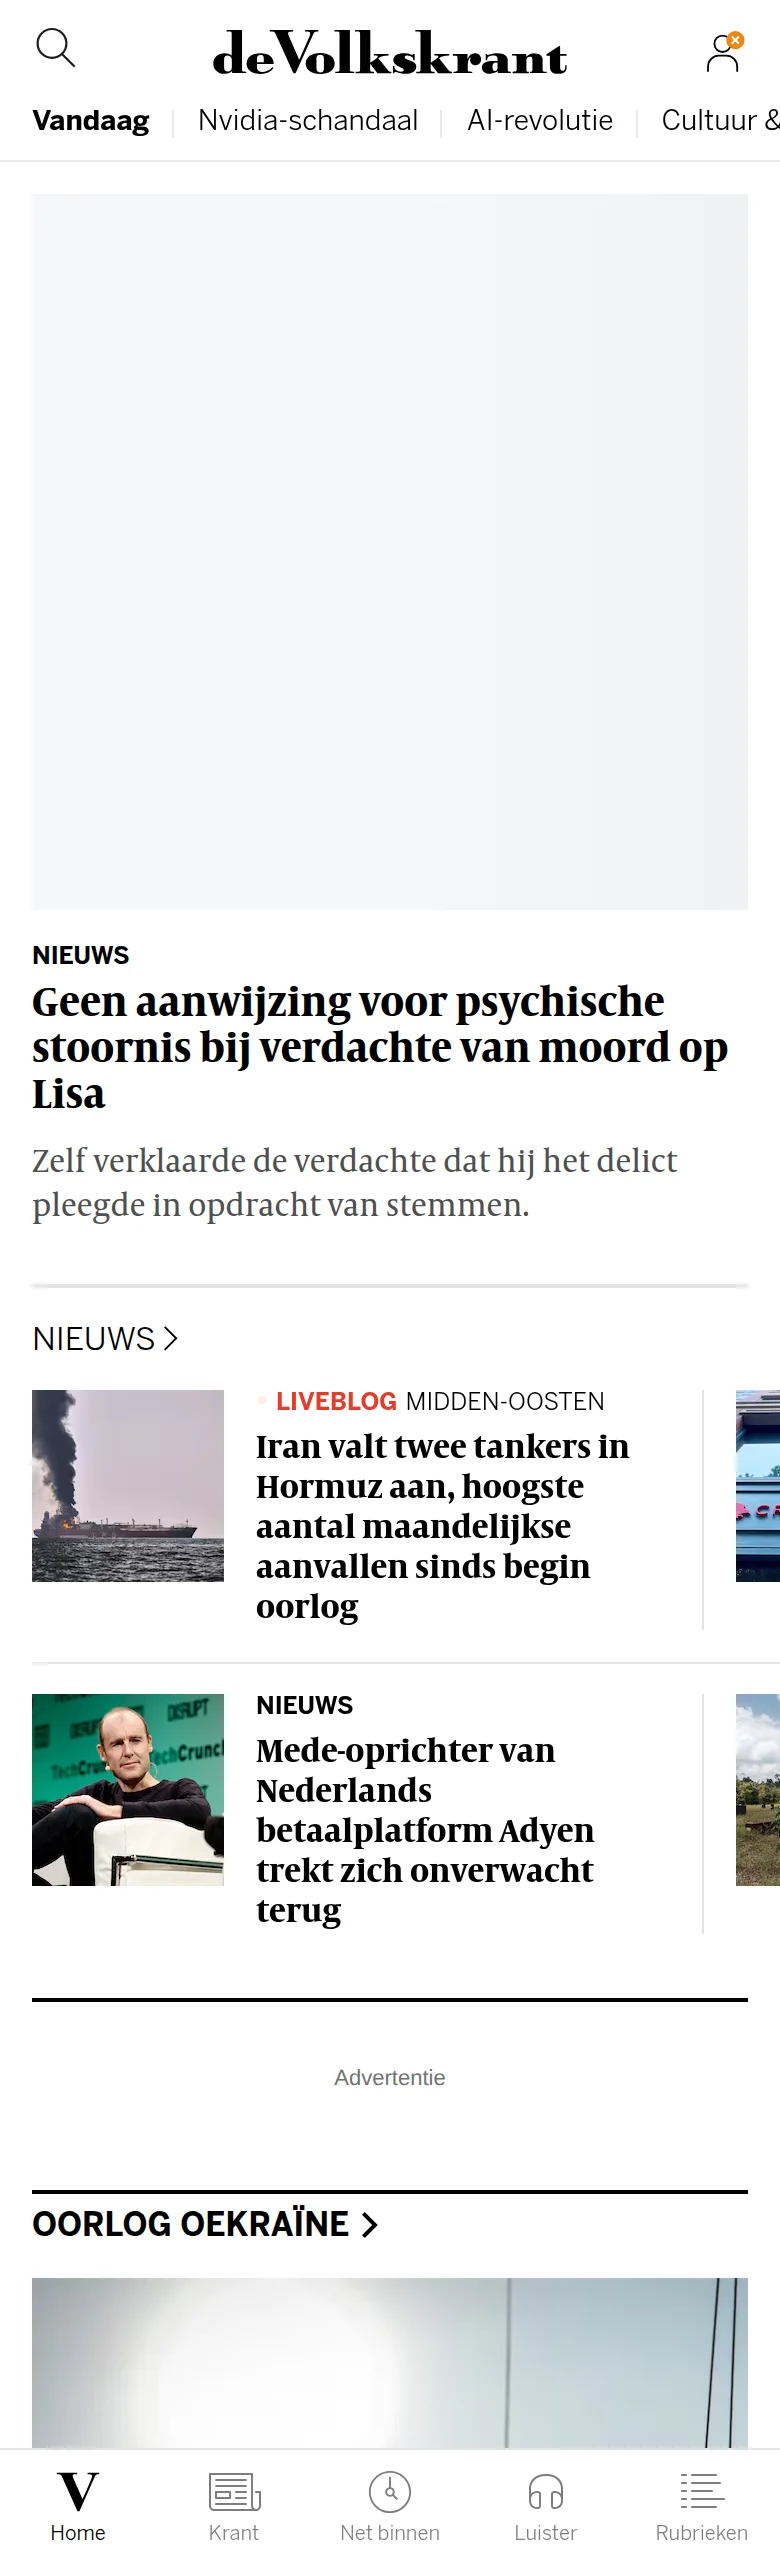 deVolkskrant
Vandaag
Nvidia-schandaal
AI-revolutie
Cultuur &
NIEUWS
Geen aanwijzing voor psychische
stoornis bij verdachte van moord op
Lisa
Zelf verklaarde de verdachte dat hij het delict
pleegde in opdracht van stemmen.
NIEUWS
LIVEBLOG MIDDEN-OOSTEN
Iran valt twee tankers in
Hormuz aan, hoogste
aantal maandelijkse
aanvallen sinds begin
oorlog
DISRUPT
TechCrunch
NIEUWS
Mede-oprichter van
Nederlands
betaalplatform Adyen
trekt zich onverwacht
terug
Advertentie
OORLOG OEKRAÏNE
V
Home
Krant
Net binnen
Luister
Rubrieken